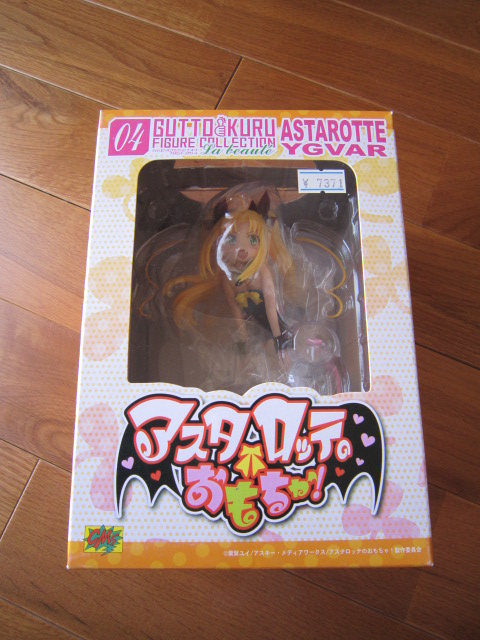 04
GUTTO KURU
FIGURE COLLECTION
La beauté
ASTAROTTE
YGVAR
¥ 7371
アスタロッテの
おもちゃ!
CM's